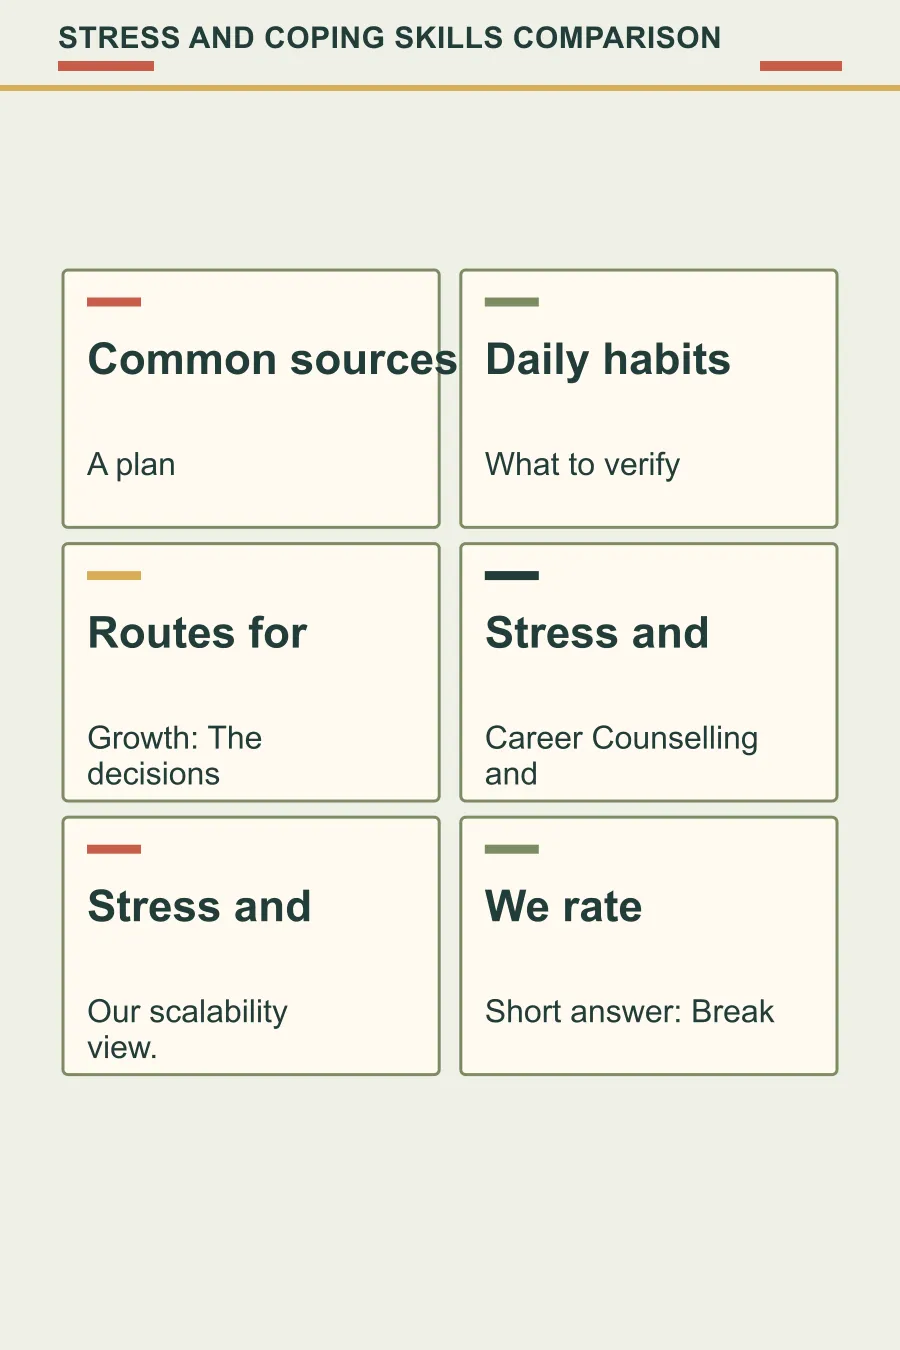 STRESS AND COPING SKILLS COMPARISON
Common sources
A plan
Daily habits
What to verify
Routes for
Growth: The
decisions
Stress and
Career Counselling
and
Stress and
Our scalability
view.
We rate
Short answer: Break